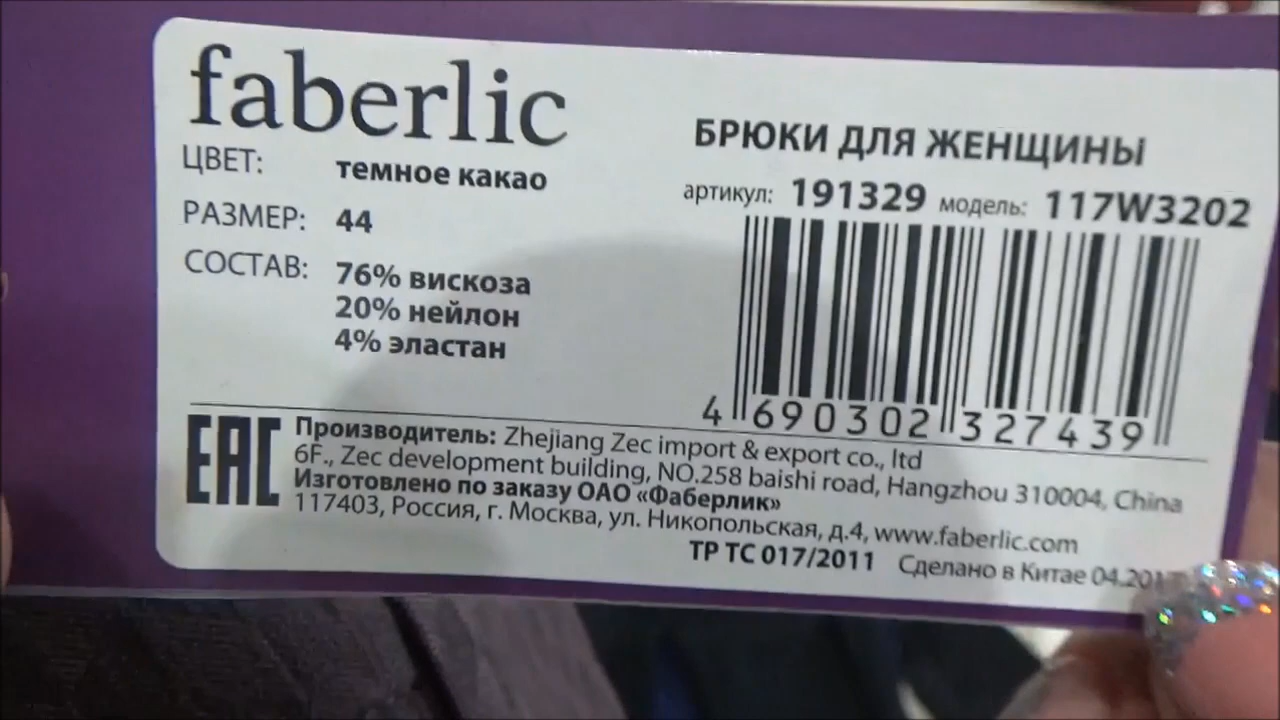 faberlic
ЦВЕТ: темное какао
РАЗМЕР: 44
СОСТАВ: 76% вискоза
20% нейлон
4% эластан
БРЮКИ ДЛЯ ЖЕНЩИНЫ
артикул: 191329 модель: 117W3202
4 690302 327439
EAC
Производитель: Zhejiang Zec import & export co., ltd
6F., Zec development building, NO.258 baishi road, Hangzhou 310004, China
Изготовлено по заказу ОАО «Фаберлик»
117403, Россия, г. Москва, ул. Никопольская, д.4, www.faberlic.com
ТР ТС 017/2011 Сделано в Китае